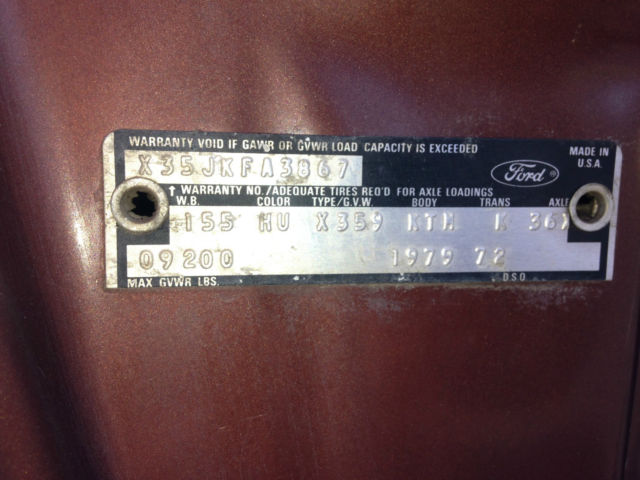 WARRANTY VOID IF GAWR OR GVWR LOAD CAPACITY IS EXCEEDED
MADE IN
U.S.A.
X35JKFA3867
Ford ®
↑ WARRANTY NO./ADEQUATE TIRES REQ'D FOR AXLE LOADINGS
W.B. COLOR TYPE/G.V.W. BODY TRANS AXLE
155 HU X359 KTH K 36
09200 1979 72
MAX GVWR LBS. D.S.O.